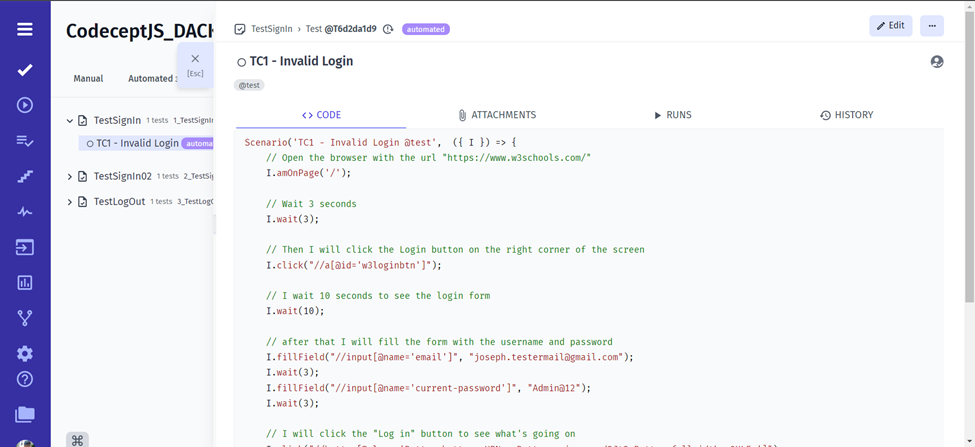 CodeceptJS_DACK
[Esc]
Manual
Automated
TestSignIn 1 tests 1_TestSignIn
TC1 - Invalid Login automa
TestSignIn02 1 tests 2_TestSig
TestLogOut 1 tests 3_TestLogO
TestSignIn › Test @T6d2da1d9 automated
Edit
TC1 - Invalid Login
@test
CODE
ATTACHMENTS
RUNS
HISTORY
Scenario('TC1 - Invalid Login @test', ({ I }) => {
// Open the browser with the url "https://www.w3schools.com/"
I.amOnPage('/');
// Wait 3 seconds
I.wait(3);
// Then I will click the Login button on the right corner of the screen
I.click("//a[@id='w3loginbtn']");
// I wait 10 seconds to see the login form
I.wait(10);
// after that I will fill the form with the username and password
I.fillField("//input[@name='email']", "joseph.testermail@gmail.com");
I.wait(3);
I.fillField("//input[@name='current-password']", "Admin@12");
I.wait(3);
// I will click the "Log in" button to see what's going on